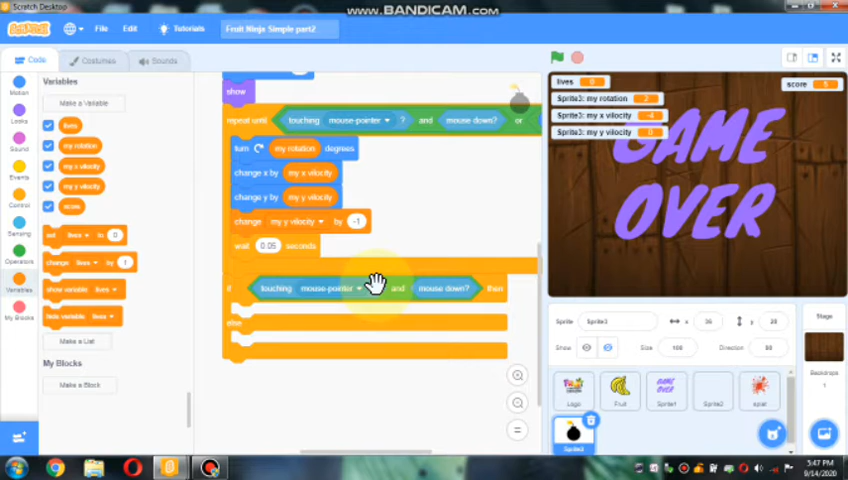 Scratch Desktop
www.BANDICAM.com
SCRATCH
File
Edit
Tutorials
Fruit Ninja Simple part2
Code
Costumes
Sounds
Motion
Looks
Sound
Events
Control
Sensing
Operators
Variables
My Blocks
Variables
Make a Variable
lives
my rotation
my x vilocity
my y vilocity
score
set lives to 0
change lives by 1
show variable lives
hide variable lives
Make a List
My Blocks
Make a Block
show
repeat until touching mouse-pointer ? and mouse down? or
turn my rotation degrees
change x by my x vilocity
change y by my y vilocity
change my y vilocity by -1
wait 0.05 seconds
if touching mouse-pointer and mouse down? then
else
lives 0
Sprite3: my rotation 2
Sprite3: my x vilocity -4
Sprite3: my y vilocity 0
score
GAME
OVER
Sprite Sprite3 x 36 y 28
Show Size 100 Direction 90
Logo
Fruit
Sprite1
Sprite2
splat
Sprite3
Stage
Backdrops
1
5:47 PM
9/14/2020